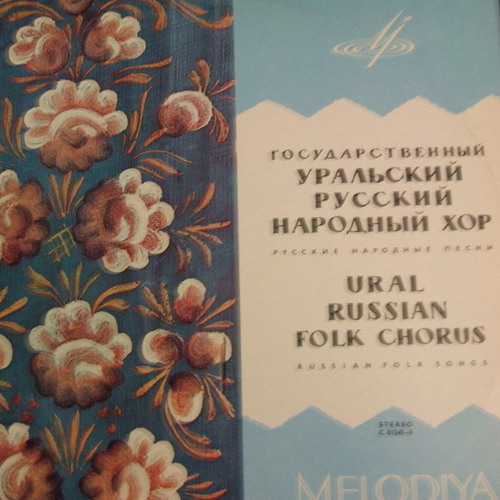 ГОСУДАРСТВЕННЫЙ
УРАЛЬСКИЙ
РУССКИЙ
НАРОДНЫЙ ХОР
РУССКИЕ НАРОДНЫЕ ПЕСНИ
URAL
RUSSIAN
FOLK CHORUS
RUSSIAN FOLK SONGS
STEREO
MELODIYA